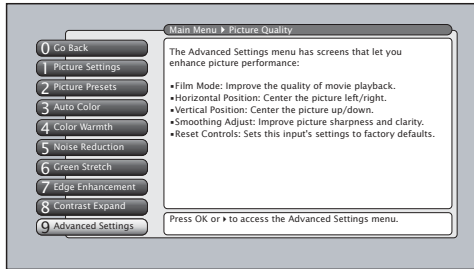 Main Menu ▸ Picture Quality
0 Go Back
1 Picture Settings
2 Picture Presets
3 Auto Color
4 Color Warmth
5 Noise Reduction
6 Green Stretch
7 Edge Enhancement
8 Contrast Expand
9 Advanced Settings
The Advanced Settings menu has screens that let you
enhance picture performance:
▪Film Mode: Improve the quality of movie playback.
▪Horizontal Position: Center the picture left/right.
▪Vertical Position: Center the picture up/down.
▪Smoothing Adjust: Improve picture sharpness and clarity.
▪Reset Controls: Sets this input's settings to factory defaults.
Press OK or ▸ to access the Advanced Settings menu.